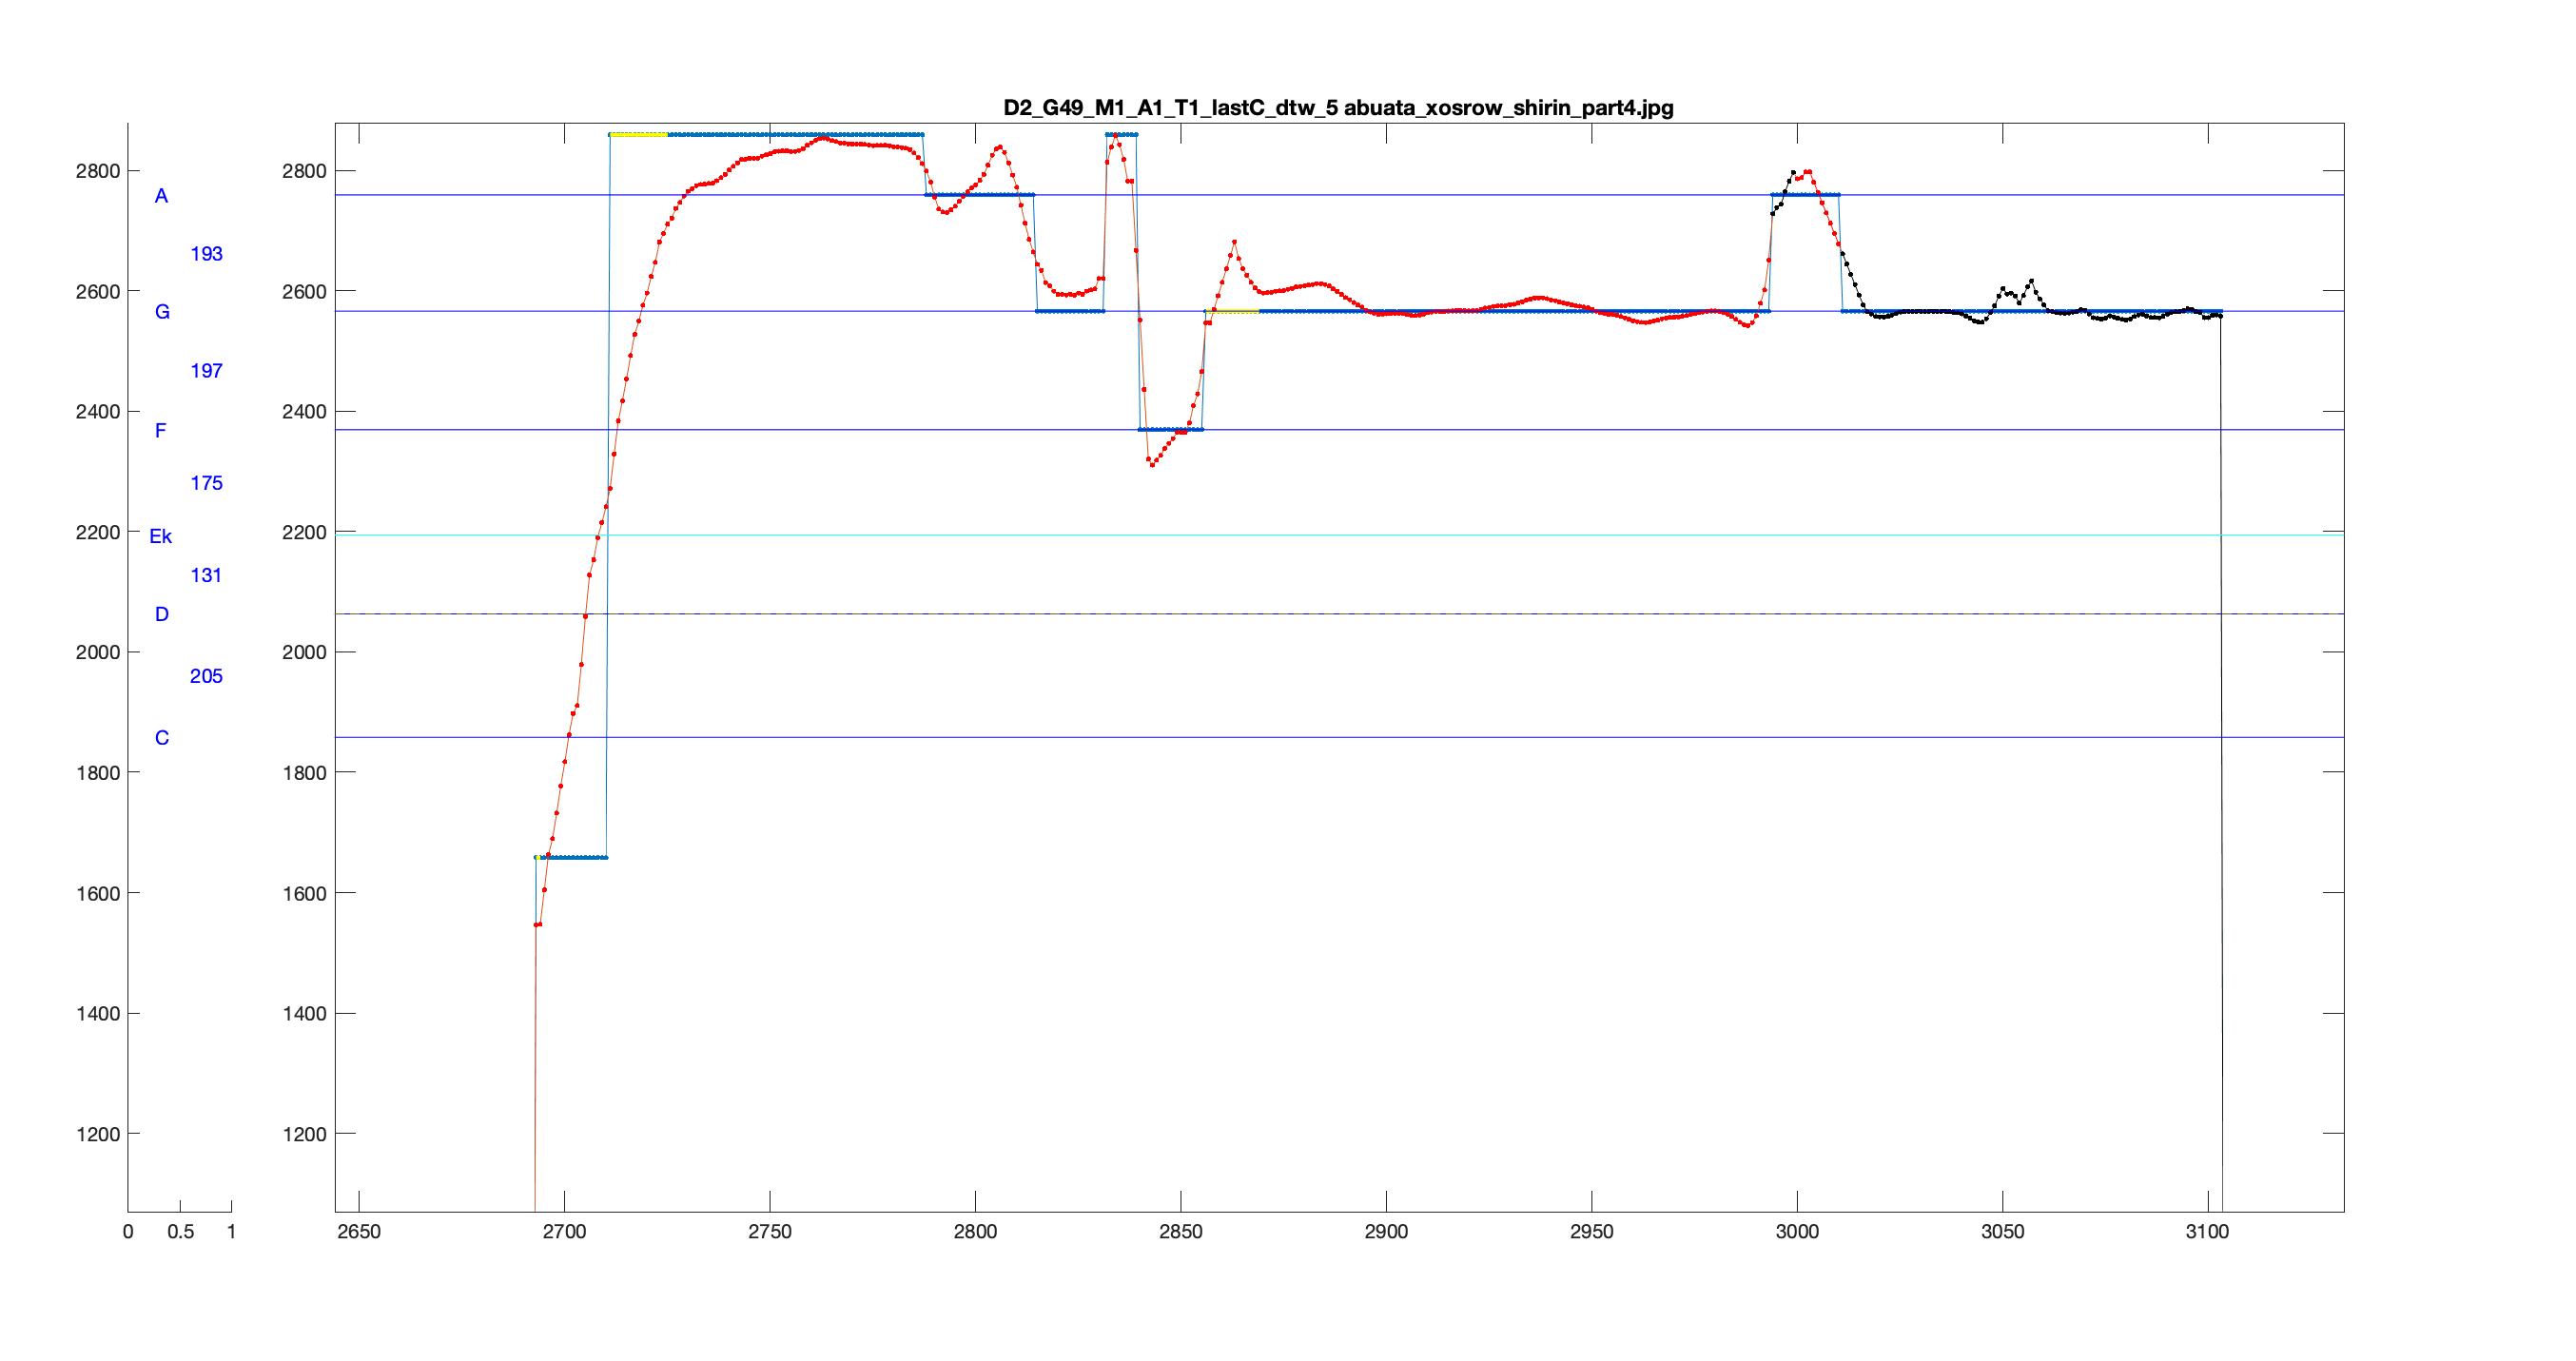 D2_G49_M1_A1_T1_lastC_dtw_5 abuata_xosrow_shirin_part4.jpg
2800 2800
A
193
2600 2600
G
197
2400 2400
F
175
2200 2200
Ek
131
D
2000 2000
205
C
1800 1800
1600 1600
1400 1400
1200 1200
0 0.5 1 2650 2700 2750 2800 2850 2900 2950 3000 3050 3100